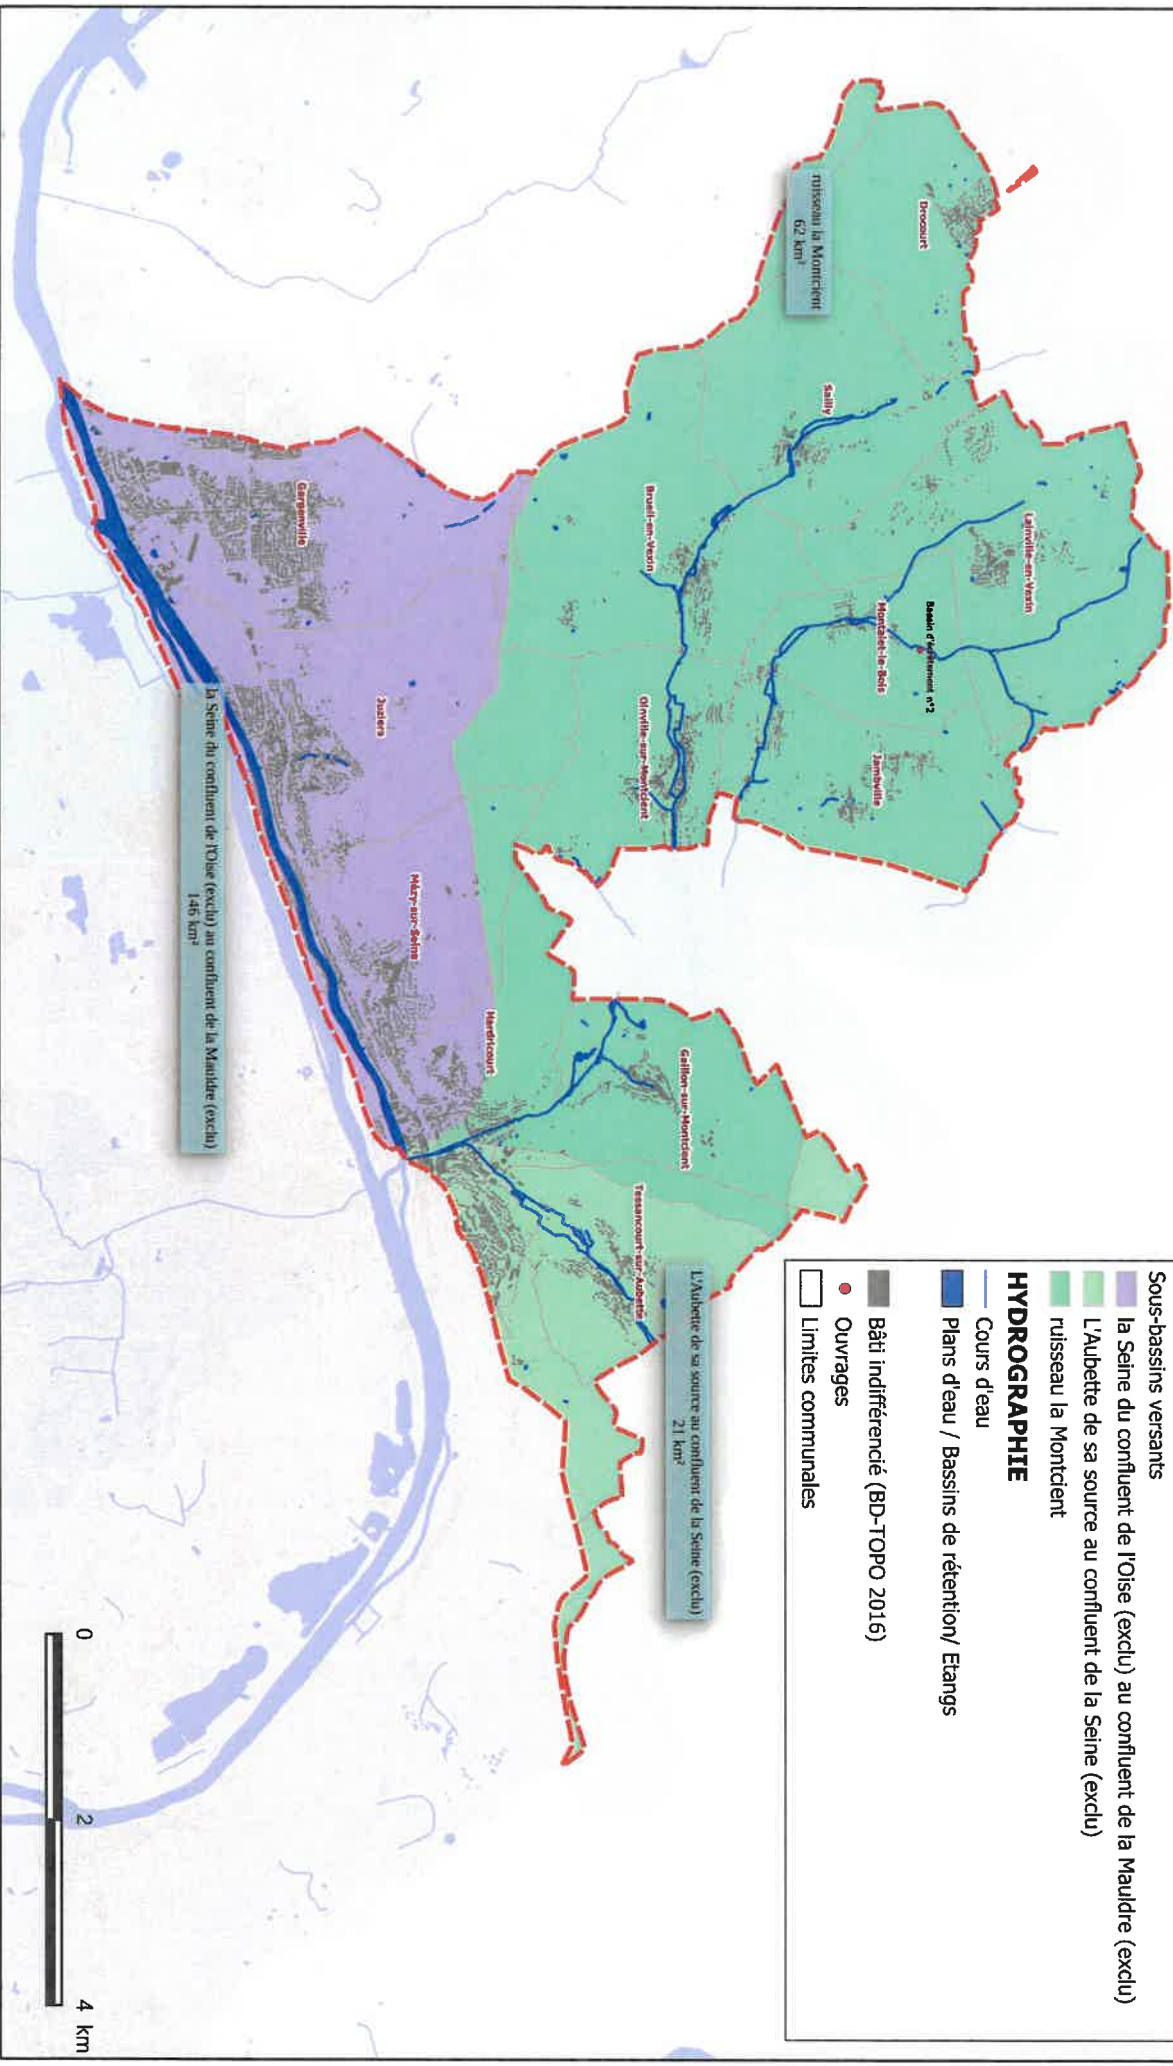 Sous-bassins versants
la Seine du confluent de l'Oise (exclu) au confluent de la Mauldre (exclu)
L'Aubette de sa source au confluent de la Seine (exclu)
ruisseau la Montcient
HYDROGRAPHIE
Cours d'eau
Plans d'eau / Bassins de rétention/ Etangs
Bâti indifférencié (BD-TOPO 2016)
Ouvrages
Limites communales
Drocourt
ruisseau la Montcient
62 km²
Sailly
Lainville-en-Vexin
Brueil-en-Vexin
Montalet-le-Bois
Bassin d'écrêtement n°2
Jambville
Oinville-sur-Montcient
Gargenville
Juziers
Mézy-sur-Seine
Hardricourt
Gaillon-sur-Montcient
Tessancourt-sur-Aubette
L'Aubette de sa source au confluent de la Seine (exclu)
21 km²
la Seine du confluent de l'Oise (exclu) au confluent de la Mauldre (exclu)
146 km²
0 2 4 km